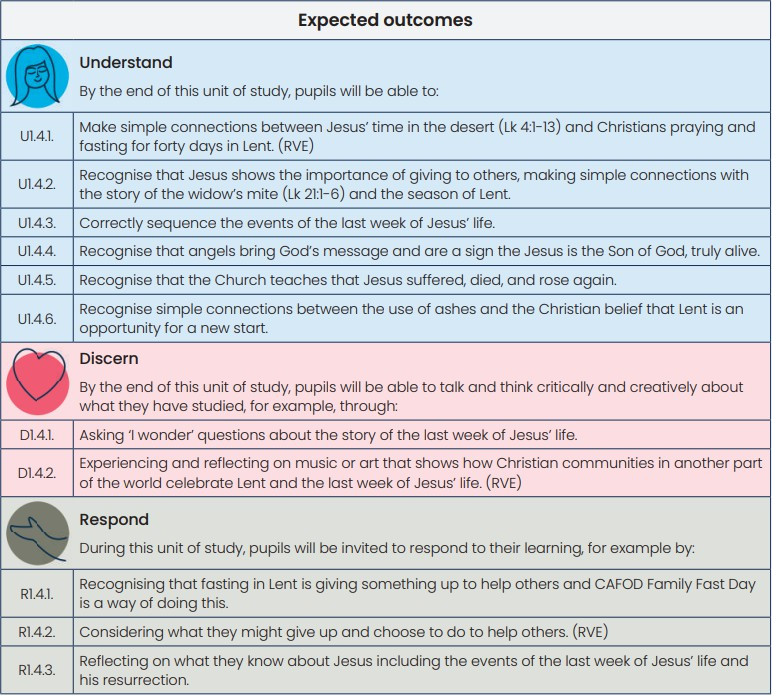 Expected outcomes
Understand
By the end of this unit of study, pupils will be able to:
U1.4.1.
Make simple connections between Jesus’ time in the desert (Lk 4:1-13) and Christians praying and
fasting for forty days in Lent. (RVE)
U1.4.2.
Recognise that Jesus shows the importance of giving to others, making simple connections with
the story of the widow’s mite (Lk 21:1-6) and the season of Lent.
U1.4.3.
Correctly sequence the events of the last week of Jesus’ life.
U1.4.4.
Recognise that angels bring God’s message and are a sign the Jesus is the Son of God, truly alive.
U1.4.5.
Recognise that the Church teaches that Jesus suffered, died, and rose again.
U1.4.6.
Recognise simple connections between the use of ashes and the Christian belief that Lent is an
opportunity for a new start.
Discern
By the end of this unit of study, pupils will be able to talk and think critically and creatively about
what they have studied, for example, through:
D1.4.1.
Asking ‘I wonder’ questions about the story of the last week of Jesus’ life.
D1.4.2.
Experiencing and reflecting on music or art that shows how Christian communities in another part
of the world celebrate Lent and the last week of Jesus’ life. (RVE)
Respond
During this unit of study, pupils will be invited to respond to their learning, for example by:
R1.4.1.
Recognising that fasting in Lent is giving something up to help others and CAFOD Family Fast Day
is a way of doing this.
R1.4.2.
Considering what they might give up and choose to do to help others. (RVE)
R1.4.3.
Reflecting on what they know about Jesus including the events of the last week of Jesus’ life and
his resurrection.